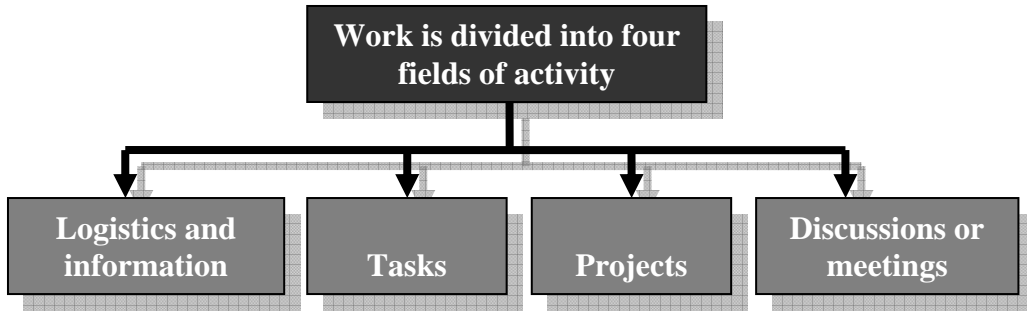 Work is divided into four
fields of activity
Logistics and
information
Tasks
Projects
Discussions or
meetings